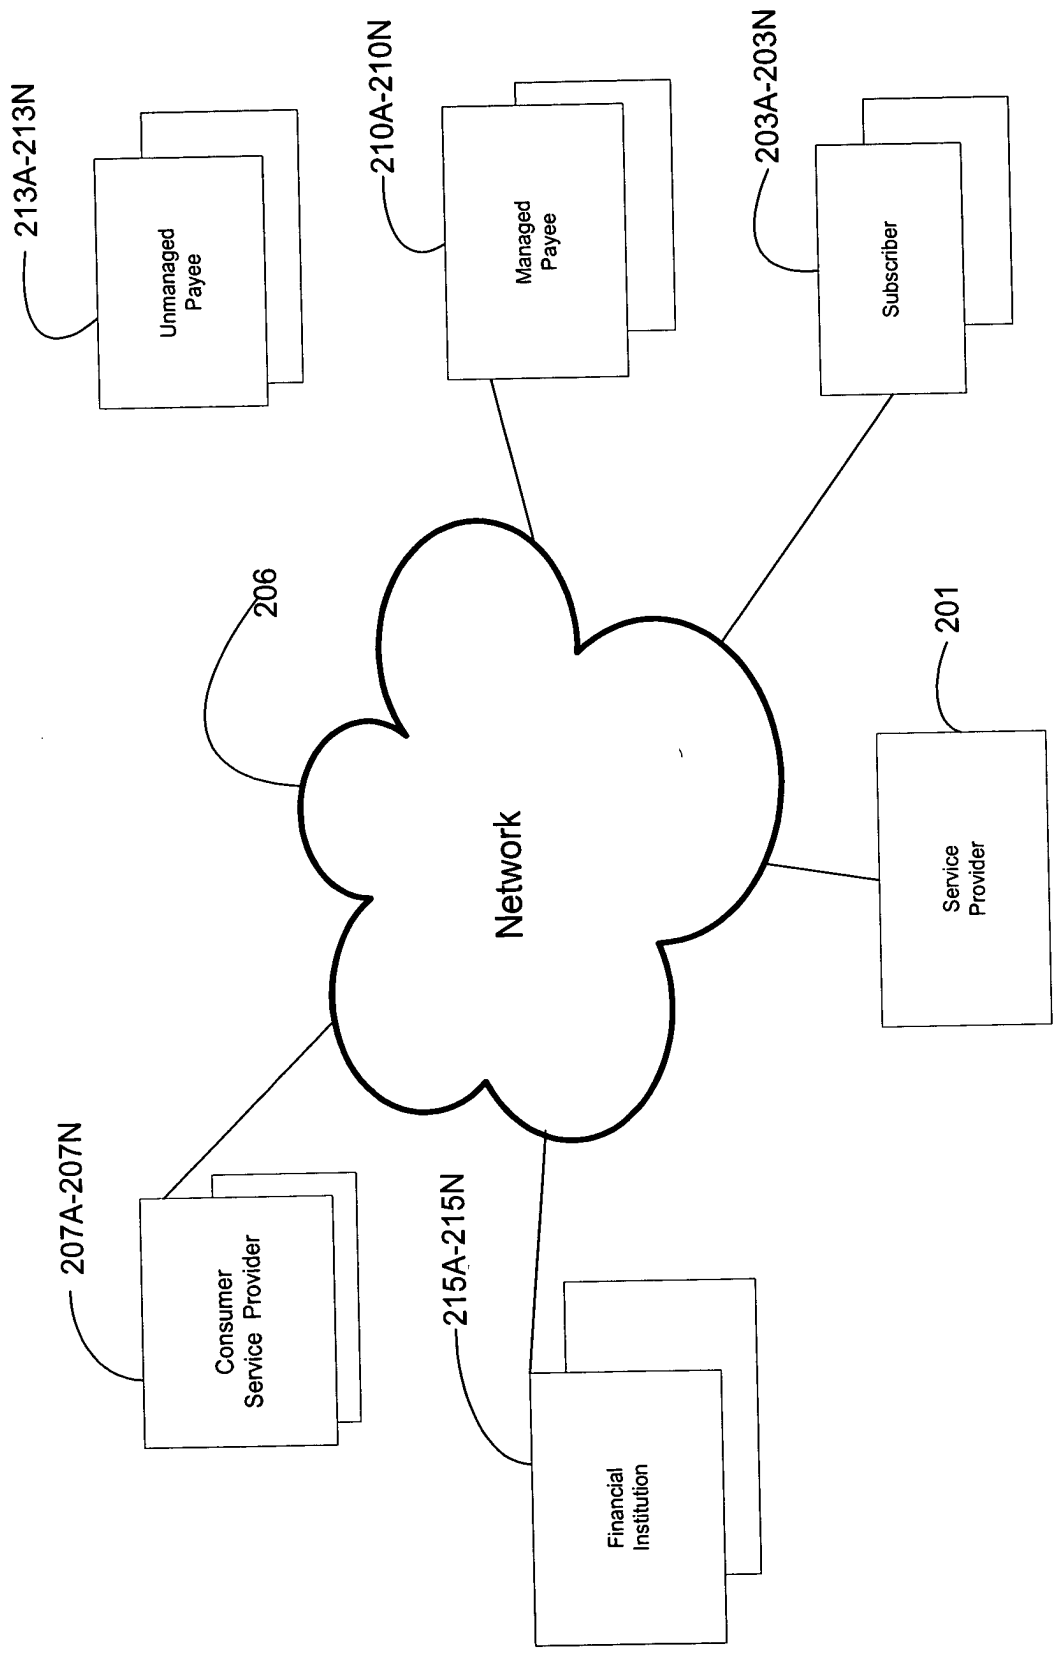 207A-207N
213A-213N
Consumer
Service Provider
Unmanaged
Payee
206
210A-210N
215A-215N
Network
Managed
Payee
Financial
Institution
203A-203N
Subscriber
201
Service
Provider